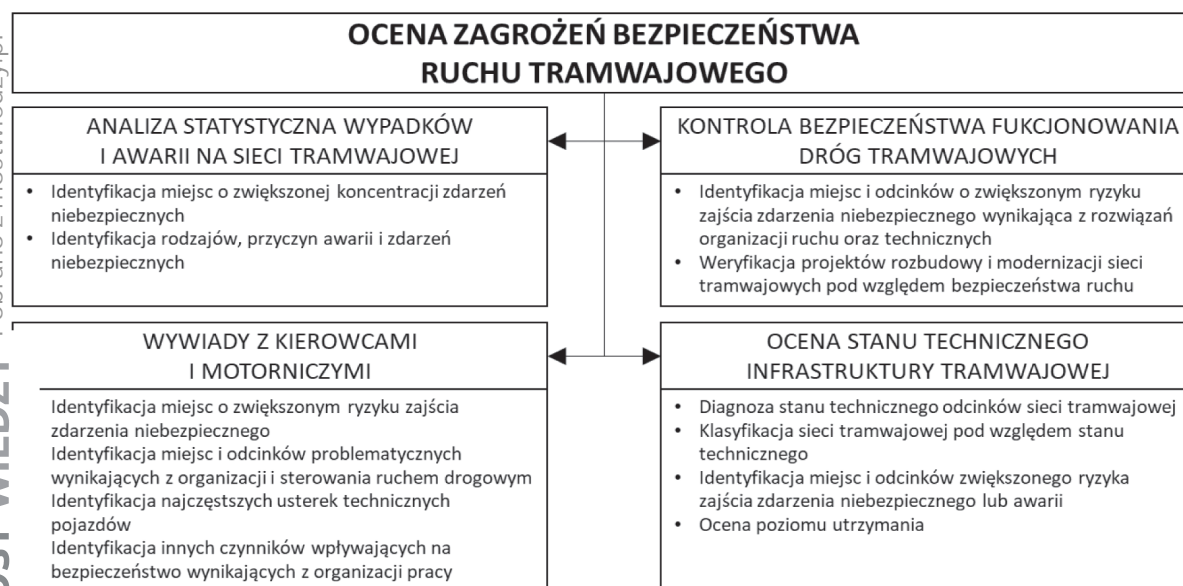 OCENA ZAGROŻEŃ BEZPIECZEŃSTWA
RUCHU TRAMWAJOWEGO
ANALIZA STATYSTYCZNA WYPADKÓW
I AWARII NA SIECI TRAMWAJOWEJ
• Identyfikacja miejsc o zwiększonej koncentracji zdarzeń
niebezpiecznych
• Identyfikacja rodzajów, przyczyn awarii i zdarzeń
niebezpiecznych
KONTROLA BEZPIECZEŃSTWA FUKCJONOWANIA
DRÓG TRAMWAJOWYCH
• Identyfikacja miejsc i odcinków o zwiększonym ryzyku
zajścia zdarzenia niebezpiecznego wynikająca z rozwiązań
organizacji ruchu oraz technicznych
• Weryfikacja projektów rozbudowy i modernizacji sieci
tramwajowych pod względem bezpieczeństwa ruchu
WYWIADY Z KIEROWCAMI
I MOTORNICZYMI
Identyfikacja miejsc o zwiększonym ryzyku zajścia
zdarzenia niebezpiecznego
Identyfikacja miejsc i odcinków problematycznych
wynikających z organizacji i sterowania ruchem drogowym
Identyfikacja najczęstszych usterek technicznych
pojazdów
Identyfikacja innych czynników wpływających na
bezpieczeństwo wynikających z organizacji pracy
OCENA STANU TECHNICZNEGO
INFRASTRUKTURY TRAMWAJOWEJ
• Diagnoza stanu technicznego odcinków sieci tramwajowej
• Klasyfikacja sieci tramwajowej pod względem stanu
technicznego
• Identyfikacja miejsc i odcinków zwiększonego ryzyka
zajścia zdarzenia niebezpiecznego lub awarii
• Ocena poziomu utrzymania